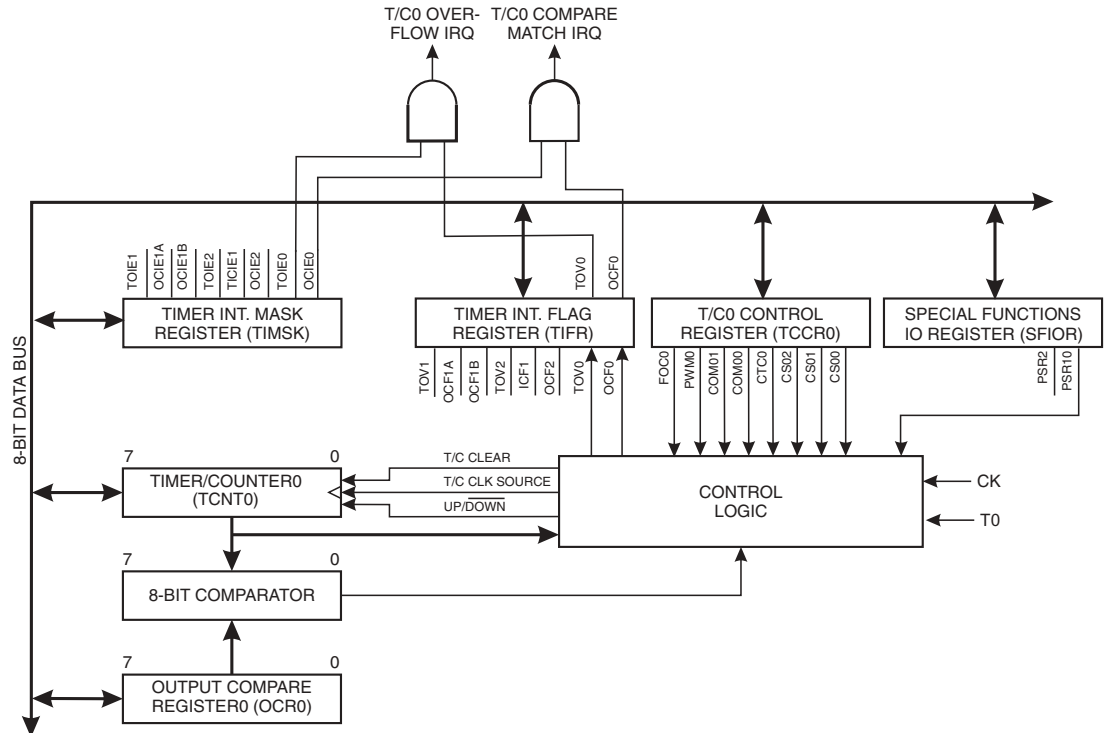 T/C0 OVER-
FLOW IRQ
T/C0 COMPARE
MATCH IRQ
8-BIT DATA BUS
TOIE1
OCIE1A
OCIE1B
TOIE2
TICIE1
OCIE2
TOIE0
OCIE0
TOV0
OCF0
TIMER INT. MASK
REGISTER (TIMSK)
TIMER INT. FLAG
REGISTER (TIFR)
T/C0 CONTROL
REGISTER (TCCR0)
SPECIAL FUNCTIONS
IO REGISTER (SFIOR)
TOV1
OCF1A
OCF1B
TOV2
ICF1
OCF2
TOV0
OCF0
FOC0
PWM0
COM01
COM00
CTC0
CS02
CS01
CS00
PSR2
PSR10
7 0
TIMER/COUNTER0
(TCNT0)
T/C CLEAR
T/C CLK SOURCE
UP/DOWN
CONTROL
LOGIC
CK
T0
7 0
8-BIT COMPARATOR
7 0
OUTPUT COMPARE
REGISTER0 (OCR0)